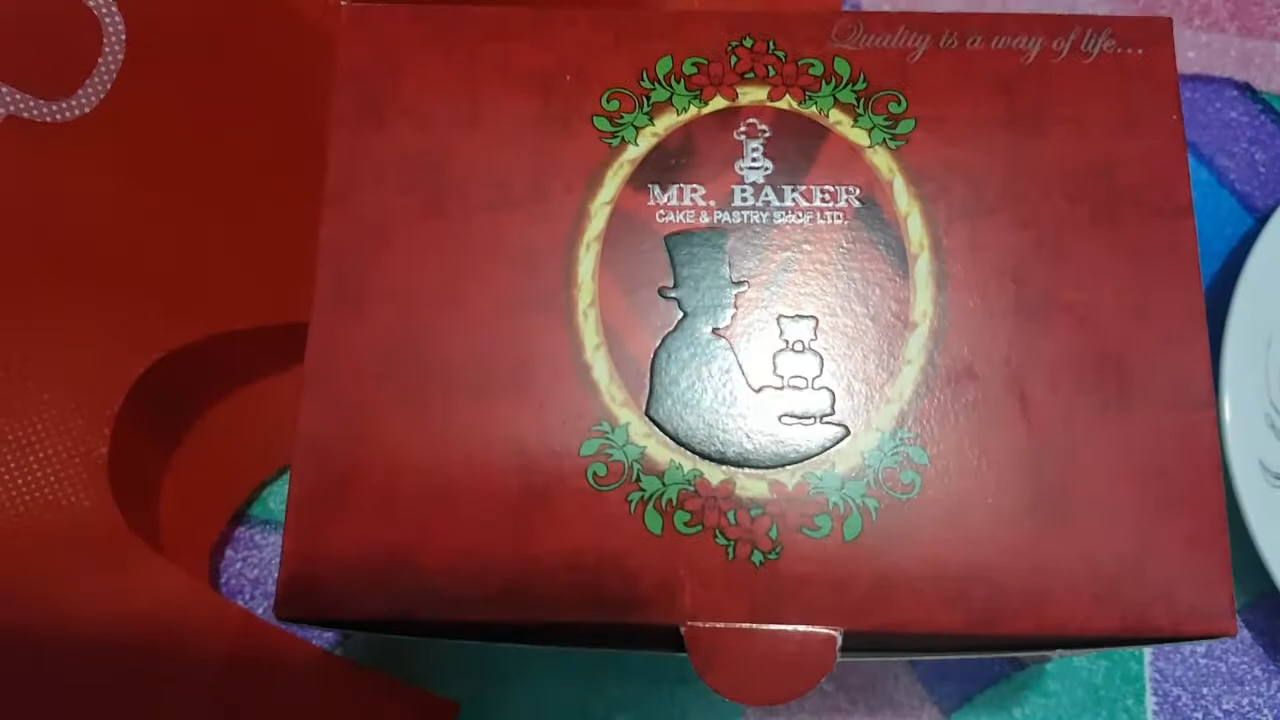 Quality is a way of life...
B
MR. BAKER
CAKE & PASTRY SHOP LTD.